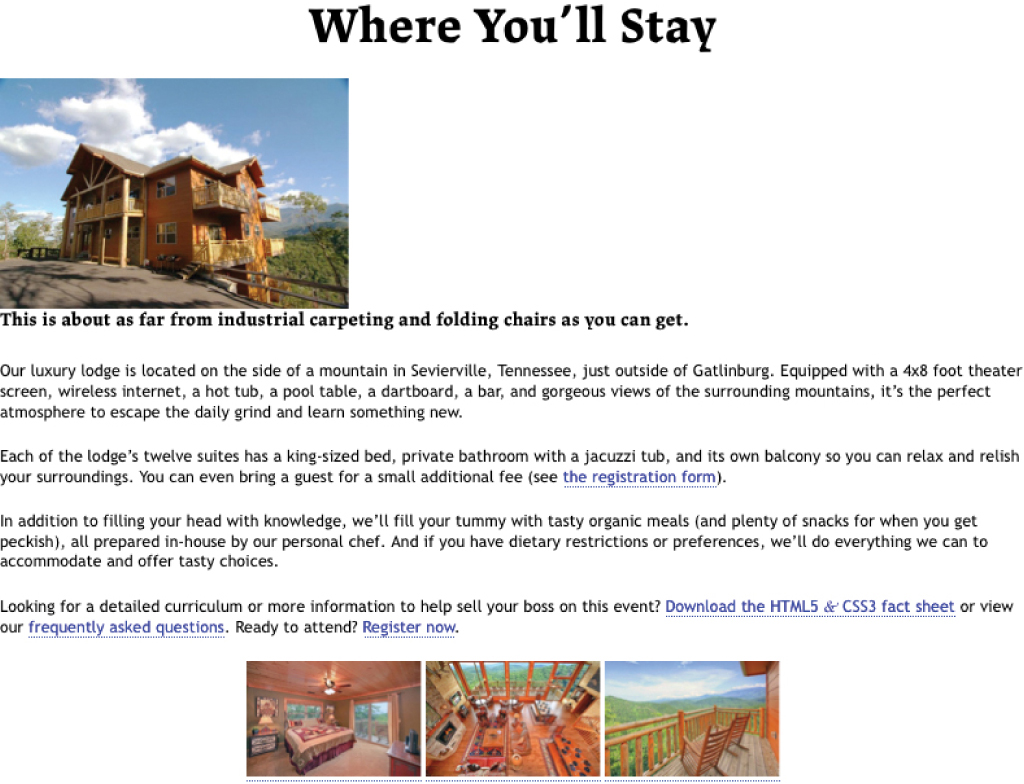 Where You’ll Stay
This is about as far from industrial carpeting and folding chairs as you can get.
Our luxury lodge is located on the side of a mountain in Sevierville, Tennessee, just outside of Gatlinburg. Equipped with a 4x8 foot theater
screen, wireless internet, a hot tub, a pool table, a dartboard, a bar, and gorgeous views of the surrounding mountains, it’s the perfect
atmosphere to escape the daily grind and learn something new.
Each of the lodge’s twelve suites has a king-sized bed, private bathroom with a jacuzzi tub, and its own balcony so you can relax and relish
your surroundings. You can even bring a guest for a small additional fee (see the registration form).
In addition to filling your head with knowledge, we’ll fill your tummy with tasty organic meals (and plenty of snacks for when you get
peckish), all prepared in-house by our personal chef. And if you have dietary restrictions or preferences, we’ll do everything we can to
accommodate and offer tasty choices.
Looking for a detailed curriculum or more information to help sell your boss on this event? Download the HTML5 & CSS3 fact sheet or view
our frequently asked questions. Ready to attend? Register now.